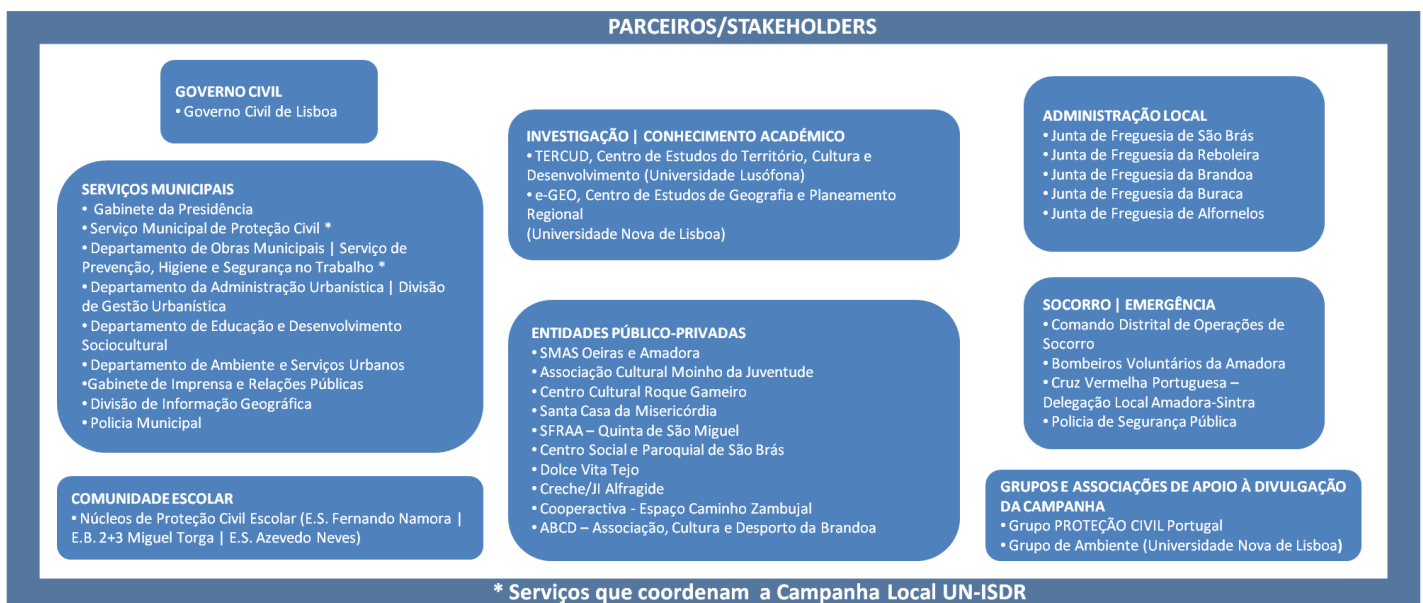 PARCEIROS/STAKEHOLDERS
GOVERNO CIVIL
• Governo Civil de Lisboa
SERVIÇOS MUNICIPAIS
• Gabinete da Presidência
• Serviço Municipal de Proteção Civil *
• Departamento de Obras Municipais | Serviço de
Prevenção, Higiene e Segurança no Trabalho *
• Departamento da Administração Urbanística | Divisão
de Gestão Urbanística
• Departamento de Educação e Desenvolvimento
Sociocultural
• Departamento de Ambiente e Serviços Urbanos
•Gabinete de Imprensa e Relações Públicas
• Divisão de Informação Geográfica
• Policia Municipal
COMUNIDADE ESCOLAR
• Núcleos de Proteção Civil Escolar (E.S. Fernando Namora |
E.B. 2+3 Miguel Torga | E.S. Azevedo Neves)
INVESTIGAÇÃO | CONHECIMENTO ACADÉMICO
• TERCUD, Centro de Estudos do Território, Cultura e
Desenvolvimento (Universidade Lusófona)
• e-GEO, Centro de Estudos de Geografia e Planeamento
Regional
(Universidade Nova de Lisboa)
ENTIDADES PÚBLICO-PRIVADAS
• SMAS Oeiras e Amadora
• Associação Cultural Moinho da Juventude
• Centro Cultural Roque Gameiro
• Santa Casa da Misericórdia
• SFRAA – Quinta de São Miguel
• Centro Social e Paroquial de São Brás
• Dolce Vita Tejo
• Creche/JI Alfragide
• Cooperactiva - Espaço Caminho Zambujal
• ABCD – Associação, Cultura e Desporto da Brandoa
ADMINISTRAÇÃO LOCAL
• Junta de Freguesia de São Brás
• Junta de Freguesia da Reboleira
• Junta de Freguesia da Brandoa
• Junta de Freguesia da Buraca
• Junta de Freguesia de Alfornelos
SOCORRO | EMERGÊNCIA
• Comando Distrital de Operações de
Socorro
• Bombeiros Voluntários da Amadora
• Cruz Vermelha Portuguesa –
Delegação Local Amadora-Sintra
• Policia de Segurança Pública
GRUPOS E ASSOCIAÇÕES DE APOIO À DIVULGAÇÃO
DA CAMPANHA
• Grupo PROTEÇÃO CIVIL Portugal
• Grupo de Ambiente (Universidade Nova de Lisboa)
* Serviços que coordenam a Campanha Local UN-ISDR